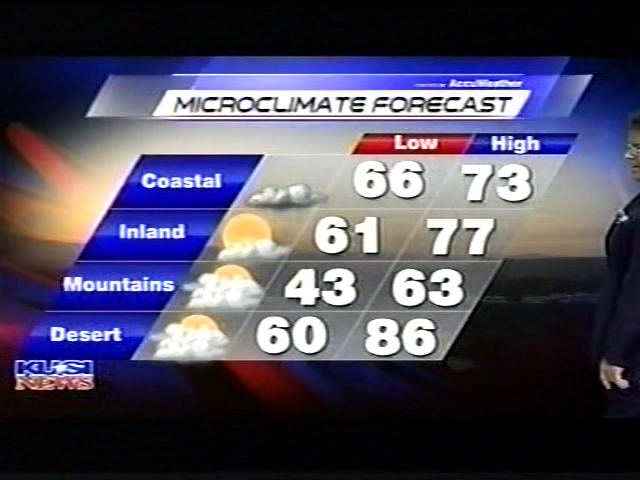 AccuWeather
MICROCLIMATE FORECAST
Low High
Coastal 66 73
Inland 61 77
Mountains 43 63
Desert 60 86
KUSI
NEWS